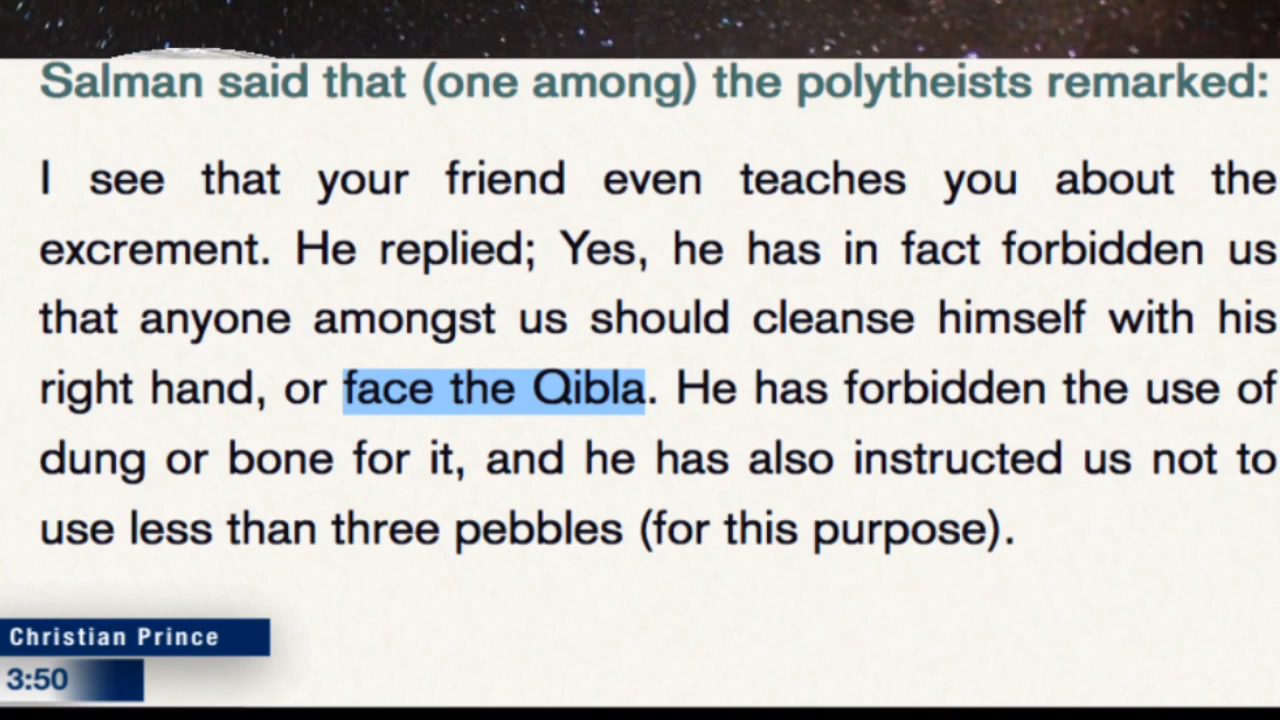 Salman said that (one among) the polytheists remarked:
I see that your friend even teaches you about the
excrement. He replied; Yes, he has in fact forbidden us
that anyone amongst us should cleanse himself with his
right hand, or face the Qibla. He has forbidden the use of
dung or bone for it, and he has also instructed us not to
use less than three pebbles (for this purpose).
Christian Prince
3:50